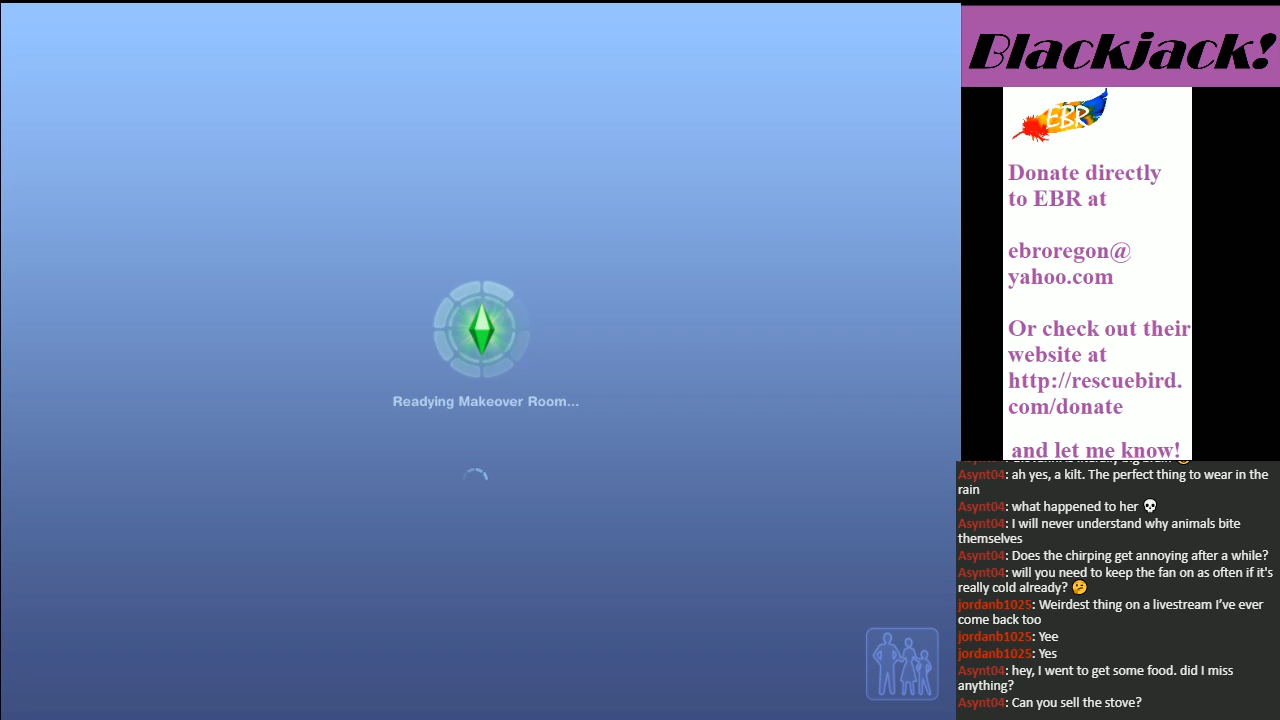 Blackjack!
EBR
Donate directly
to EBR at
ebroregon@
yahoo.com
Or check out their
website at
http://rescuebird.
com/donate
and let me know!
Readying Makeover Room...
Asynt04: ah yes, a kilt. The perfect thing to wear in the
rain
Asynt04: what happened to her 💀
Asynt04: I will never understand why animals bite
themselves
Asynt04: Does the chirping get annoying after a while?
Asynt04: will you need to keep the fan on as often if it's
really cold already? 🤔
jordanb1025: Weirdest thing on a livestream I've ever
come back too
jordanb1025: Yee
jordanb1025: Yes
Asynt04: hey, I went to get some food. did I miss
anything?
Asynt04: Can you sell the stove?